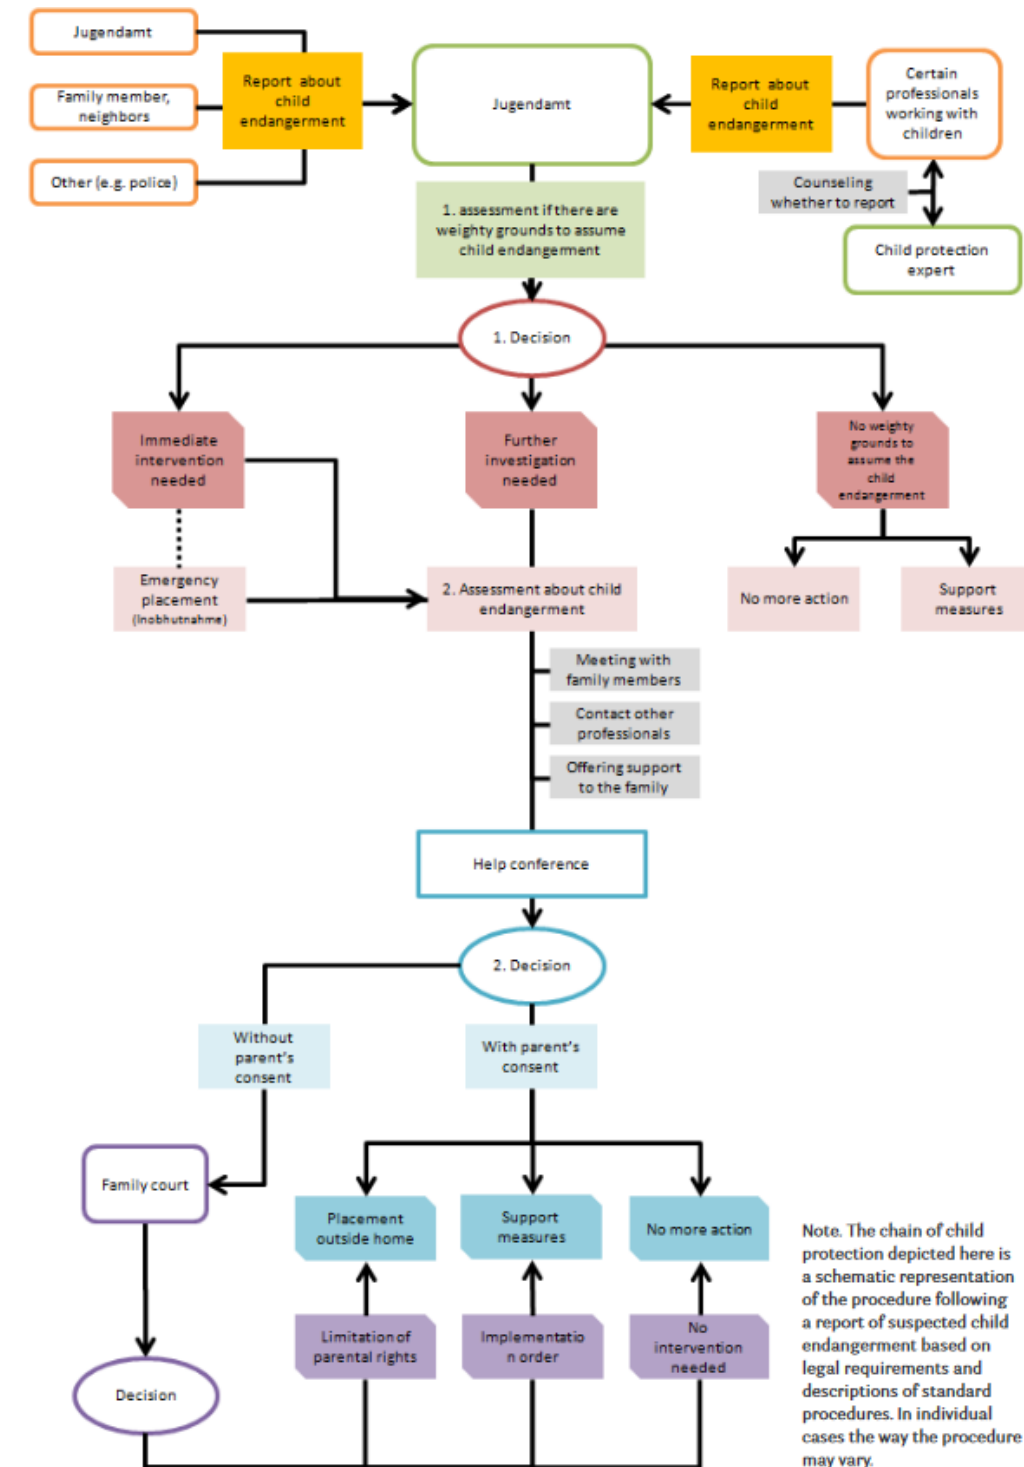 Jugendamt
Family member,
neighbors
Other (e.g. police)
Report about
child
endangerment
Jugendamt
Report about
child
endangerment
Certain
professionals
working with
children
Counseling
whether to report
Child protection
expert
1. assessment if there are
weighty grounds to assume
child endangerment
1. Decision
Immediate
intervention
needed
Further
investigation
needed
No weighty
grounds to
assume the
child
endangerment
Emergency
placement
(Inobhutnahme)
2. Assessment about child
endangerment
No more action
Support
measures
Meeting with
family members
Contact other
professionals
Offering support
to the family
Help conference
2. Decision
Without
parent's
consent
With parent's
consent
Family court
Placement
outside home
Support
measures
No more action
Limitation of
parental rights
Implementatio
n order
No
intervention
needed
Decision
Note. The chain of child
protection depicted here is
a schematic representation
of the procedure following
a report of suspected child
endangerment based on
legal requirements and
descriptions of standard
procedures. In individual
cases the way the procedure
may vary.